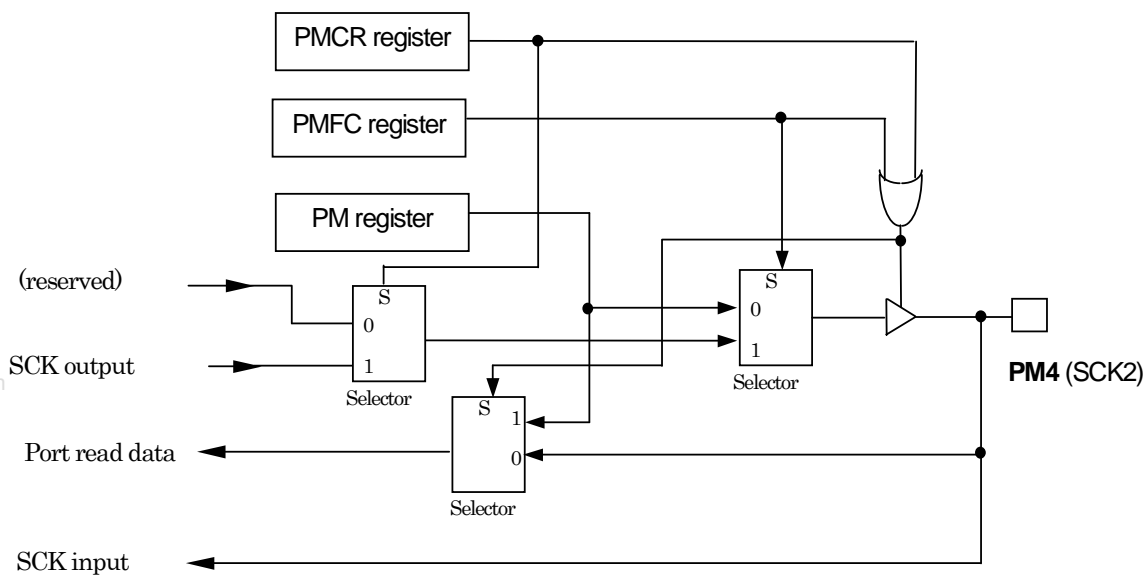 PMCR register
PMFC register
PM register
(reserved)
S
0
1
Selector
SCK output
S
0
1
Selector
PM4 (SCK2)
S
1
0
Selector
Port read data
SCK input